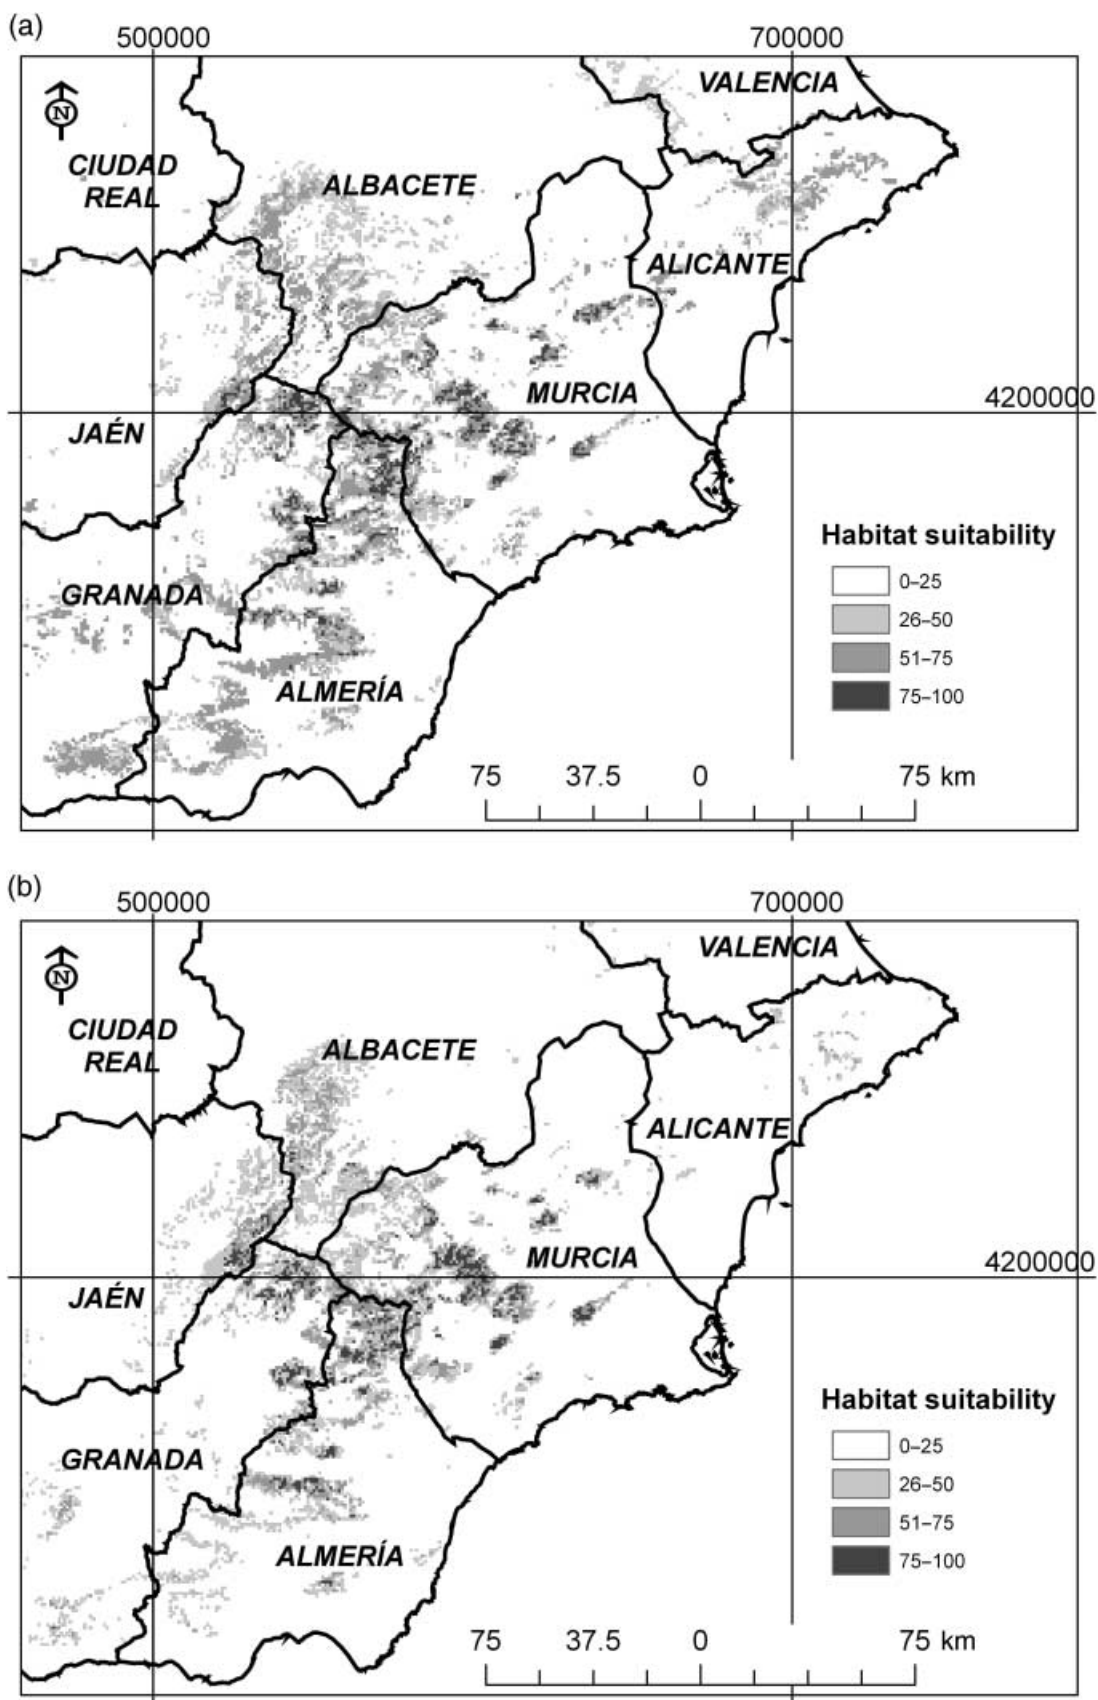 (a)
500000 700000
N
VALENCIA
CIUDAD
REAL
ALBACETE
ALICANTE
MURCIA
4200000
JAÉN
Habitat suitability
0–25
GRANADA
26–50
51–75
ALMERÍA
75–100
75 37.5 0 75 km
(b)
500000 700000
N
VALENCIA
CIUDAD
REAL
ALBACETE
ALICANTE
MURCIA
4200000
JAÉN
Habitat suitability
0–25
GRANADA
26–50
51–75
ALMERÍA
75–100
75 37.5 0 75 km